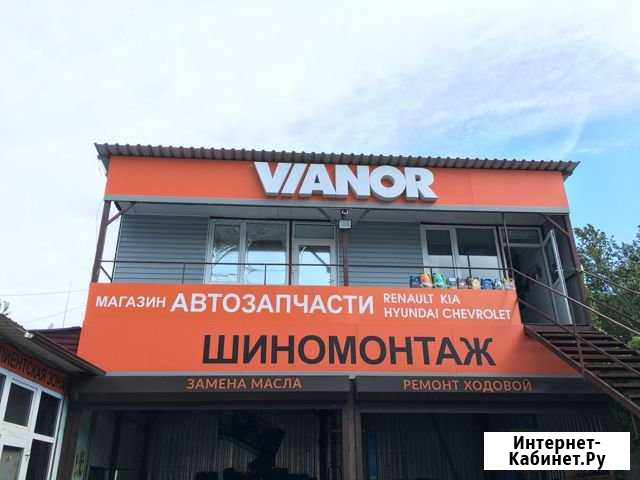 VIANOR
МАГАЗИН АВТОЗАПЧАСТИ RENAULT KIA
HYUNDAI CHEVROLET
ШИНОМОНТАЖ
ЗАМЕНА МАСЛА
РЕМОНТ ХОДОВОЙ
Интернет-
Кабинет.Ру